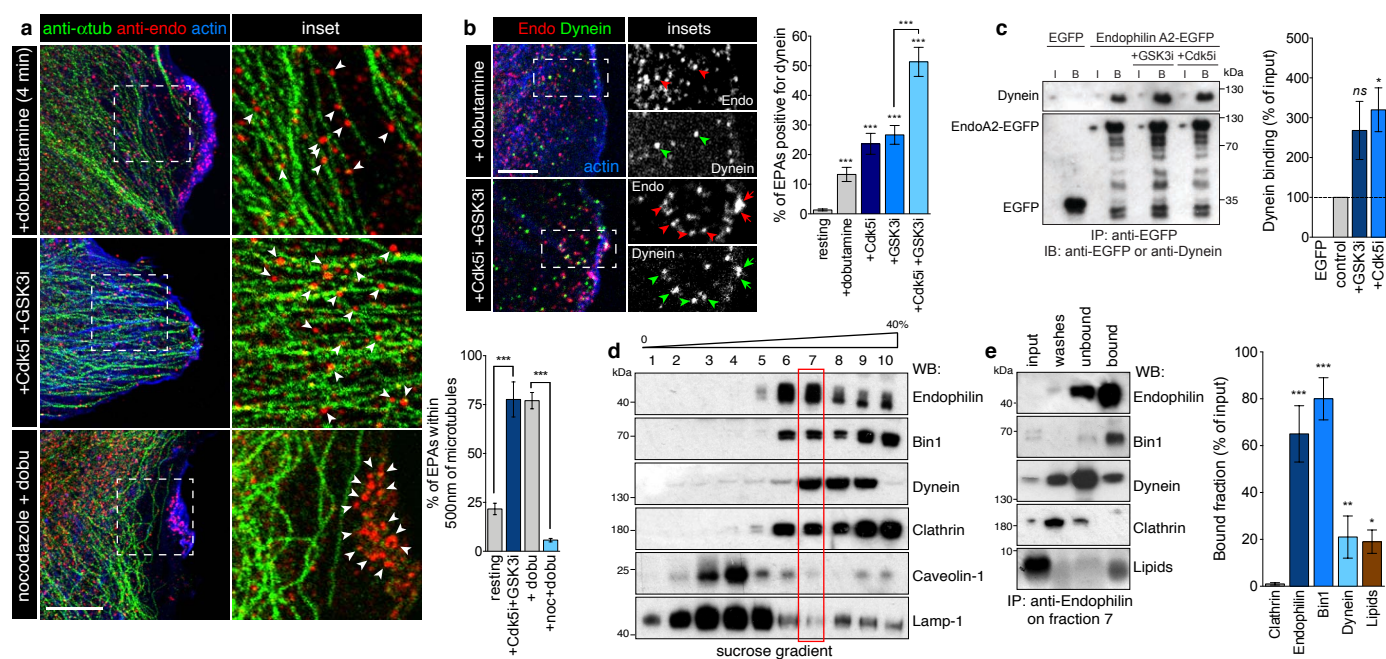 a
anti-αtub anti-endo actin
inset
+dobutamine (4 min)
+Cdk5i +GSK3i
nocodazole + dobu
% of EPAs within
500nm of microtubules
100
75
50
25
0
***
***
resting
+Cdk5i+GSK3i
+ dobu
+noc+dobu
b
Endo Dynein
insets
+ dobutamine
+Cdk5i +GSK3i
actin
Endo
Dynein
Endo
Dynein
% of EPAs positive for dynein
60
50
40
30
20
10
0
***
***
***
***
***
resting
+dobutamine
+Cdk5i
+GSK3i
+Cdk5i +GSK3i
c
EGFP
Endophilin A2-EGFP
+GSK3i +Cdk5i
I B I B I B I B
kDa
Dynein
130
EndoA2-EGFP
130
70
EGFP
35
IP: anti-EGFP
IB: anti-EGFP or anti-Dynein
Dynein binding (% of input)
500
400
300
200
100
0
ns
*
EGFP
control
+GSK3i
+Cdk5i
d
0
40%
1 2 3 4 5 6 7 8 9 10
kDa
WB:
40
Endophilin
70
Bin1
130
Dynein
180
Clathrin
25
Caveolin-1
40
Lamp-1
sucrose gradient
e
input
washes
unbound
bound
kDa
WB:
40
Endophilin
70
Bin1
130
Dynein
180
Clathrin
10
Lipids
IP: anti-Endophilin
on fraction 7
Bound fraction (% of input)
100
80
60
40
20
0
***
***
**
*
Clathrin
Endophilin
Bin1
Dynein
Lipids